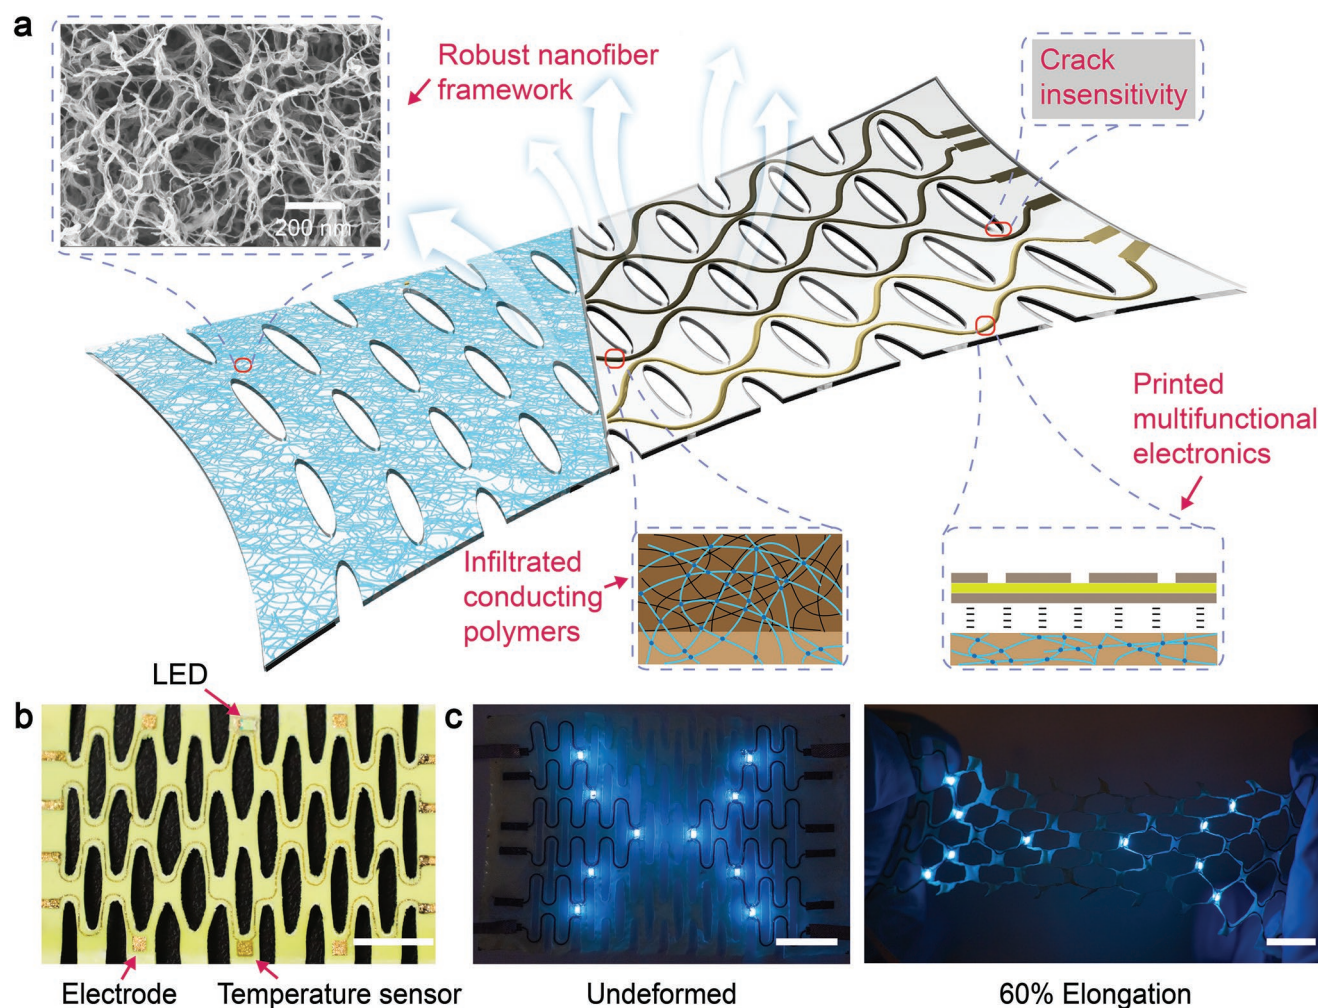 a
Robust nanofiber
framework
200 nm
Crack
insensitivity
Printed
multifunctional
electronics
Infiltrated
conducting
polymers
LED
b
c
Electrode
Temperature sensor
Undeformed
60% Elongation